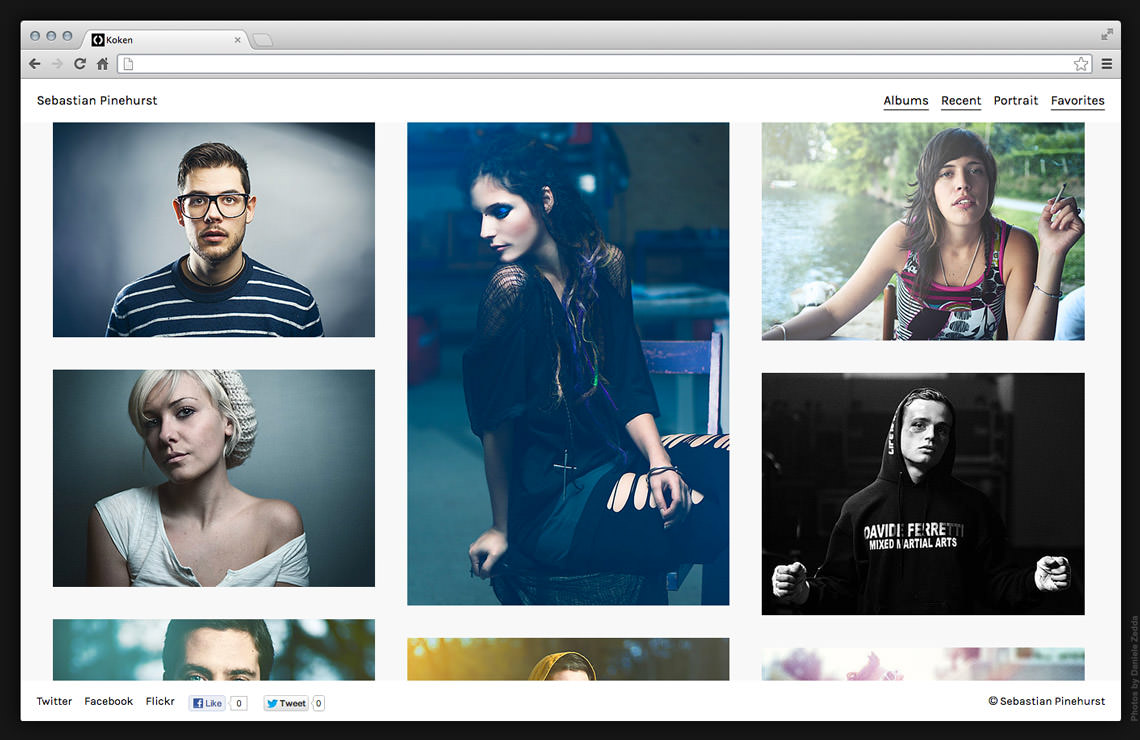 Koken
Sebastian Pinehurst
Albums Recent Portrait Favorites
DAVIDE FERRETTI
MIXED MARTIAL ARTS
Twitter Facebook Flickr Like 0 Tweet 0
© Sebastian Pinehurst
Photos by Daniele Zedda